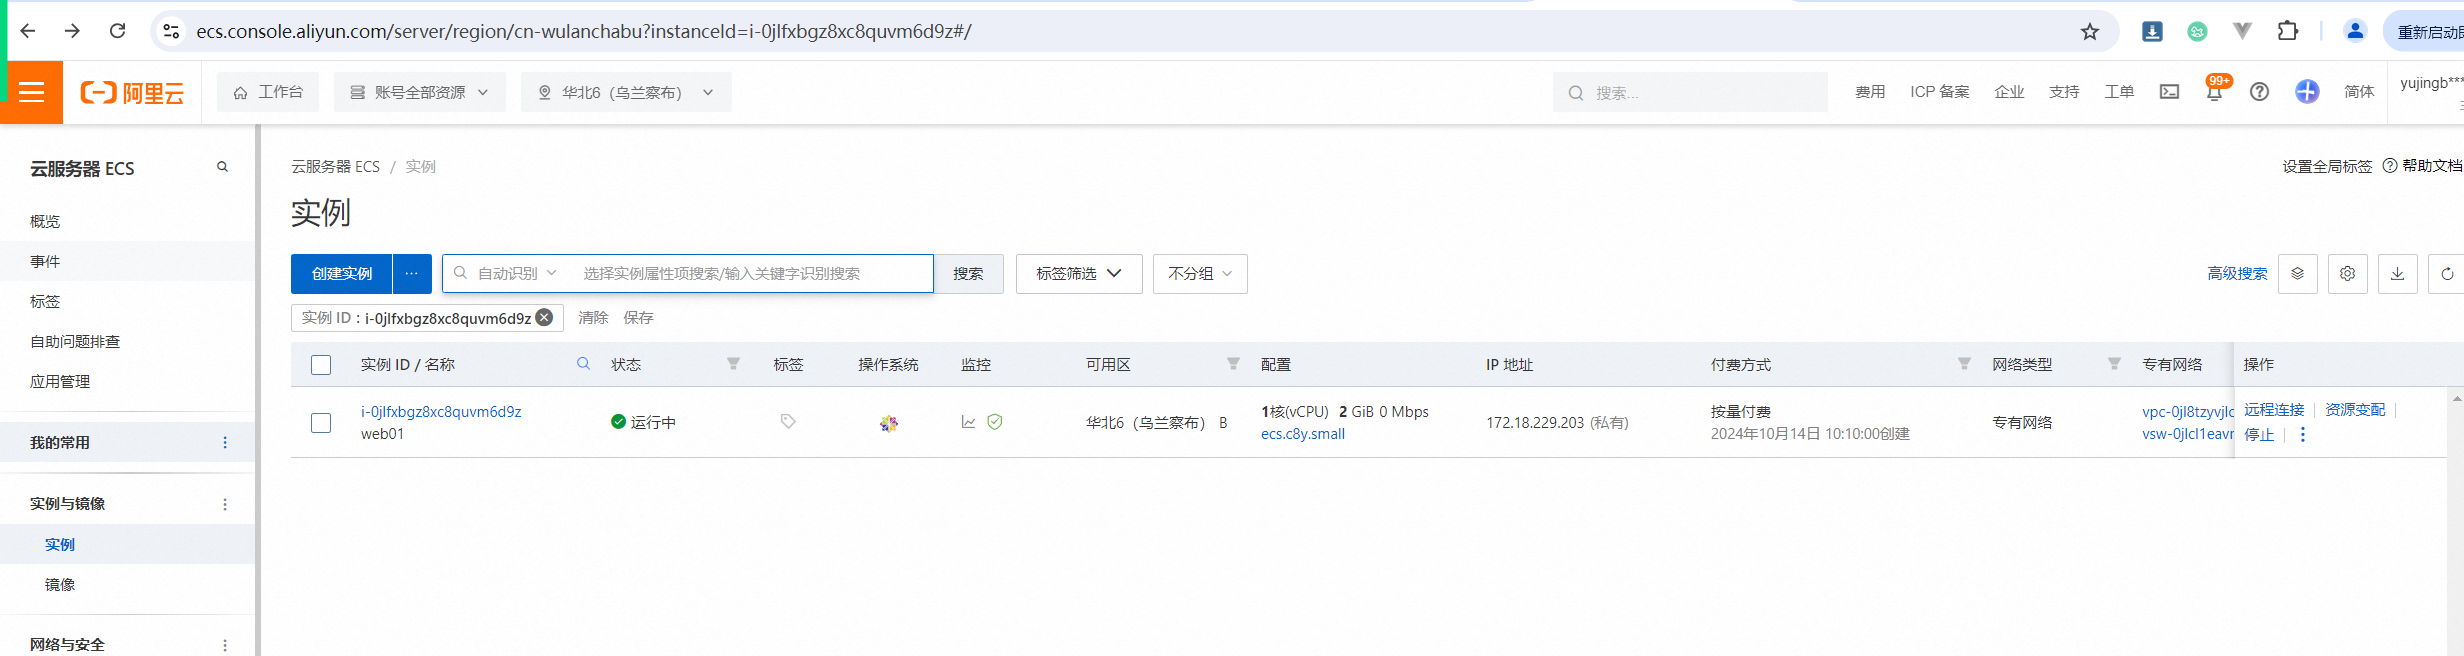 ecs.console.aliyun.com/server/region/cn-wulanchabu?instanceId=i-0jlfxbgz8xc8quvm6d9z#/
重新启动
阿里云 工作台 账号全部资源 华北6（乌兰察布） 搜索... 费用 ICP 备案 企业 支持 工单 99+ 简体 yujingb***
云服务器 ECS
概览
事件
标签
自助问题排查
应用管理
我的常用
实例与镜像
实例
镜像
网络与安全
云服务器 ECS / 实例 设置全局标签 帮助文档
实例
创建实例 ··· 自动识别 选择实例属性项搜索/输入关键字识别搜索 搜索 标签筛选 不分组 高级搜索
实例 ID : i-0jlfxbgz8xc8quvm6d9z 清除 保存
实例 ID / 名称 状态 标签 操作系统 监控 可用区 配置 IP 地址 付费方式 网络类型 专有网络 操作
i-0jlfxbgz8xc8quvm6d9z
web01
运行中
华北6（乌兰察布） B
1核(vCPU) 2 GiB 0 Mbps
ecs.c8y.small
172.18.229.203 (私有)
按量付费
2024年10月14日 10:10:00创建
专有网络
vpc-0jl8tzyvjlc
vsw-0jlcl1eavr
远程连接 资源变配
停止